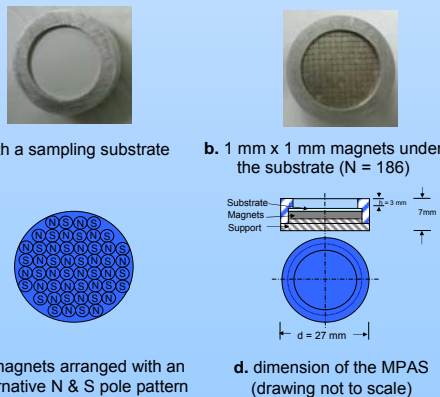 th a sampling substrate
b. 1 mm x 1 mm magnets under
the substrate (N = 186)
Substrate
Magnets
Support
h = 3 mm
7mm
d = 27 mm
magnets arranged with an
rnative N & S pole pattern
d. dimension of the MPAS
(drawing not to scale)